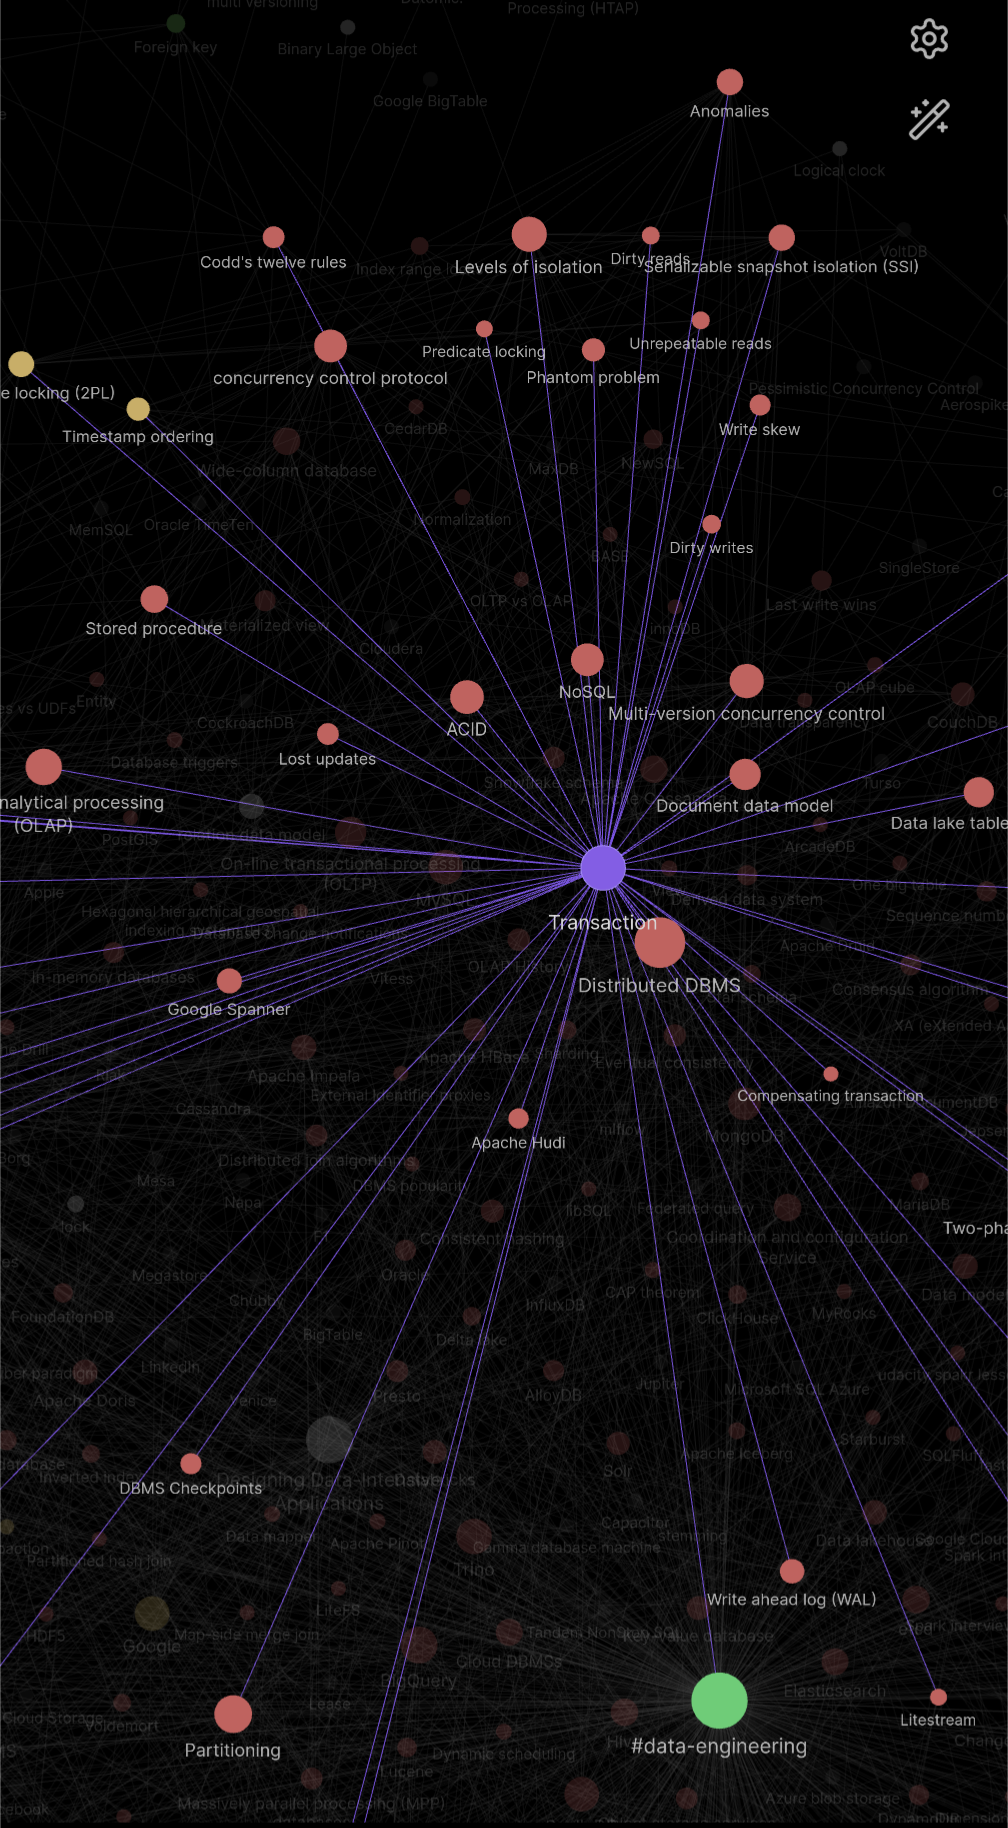 multi versioning
Processing (HTAP)
Foreign key
Binary Large Object
Google BigTable
Anomalies
Logical clock
Codd's twelve rules
Levels of isolation
Dirty reads
Serializable snapshot isolation (SSI)
VoltDB
Predicate locking
Unrepeatable reads
concurrency control protocol
Phantom problem
e locking (2PL)
Pessimistic Concurrency Control
Aerospike
Timestamp ordering
CedarDB
Write skew
Wide-column database
MaxDB
NewSQL
MemSQL
Oracle TimeTen
Normalization
BASE
Dirty writes
SingleStore
OLTP vs OLAP
Last write wins
Stored procedure
Materialized view
InnoDB
Cloudera
NoSQL
OLAP cube
es vs UDFs
Entity
CockroachDB
ACID
Multi-version concurrency control
Data transparency
CouchDB
Database triggers
Lost updates
Snowflake schema
Turso
nalytical processing
(OLAP)
Document data model
Data lake table
PostGIS
ArcadeDB
On-line transactional processing
(OLTP)
Apple
MySQL
Derived data system
One big table
Hexagonal hierarchical geospatial
Transaction
Sequence numb
Database change notifications
Apache Druid
In-memory databases
Vitess
OLAP History
Distributed DBMS
Star schema
Consensus algorithm
Google Spanner
XA (eXtended A
Apache HBase
Sharding
Eventual consistency
Riak
Apache Impala
External identifier proxies
Compensating transaction
Cassandra
mlflow
MongoDB
Apache Hudi
Distributed join algorithms
Mesa
DBMS popularity
Napa
libSQL
Federated query
MariaDB
Two-pha
Consistent hashing
Coordination and configuration
Service
Megastore
Oracle
CAP theorem
Data model
Chubby
InfluxDB
FoundationDB
ClickHouse
MyRocks
BigTable
Delta lake
LinkedIn
Jupiter
Apache Doris
Venice
Presto
AlloyDB
Microsoft SQL Azure
Starburst
Apache Iceberg
SQLFluff
Inverted index
Solr
DBMS Checkpoints
Designing Data-Intensive
Applications
Data mapper
Apache Pinot
Capacitor
stemming
Data lakehouse
Google Cloud
Partitioned hash join
Gamma database machine
Trino
Write ahead log (WAL)
LiteFS
HDF5
Google
Map-side merge join
Tandem NonStop SQL
Key-value database
Cloud DBMSs
BigQuery
Elasticsearch
Cloud Storage
Voldemort
Lease
Litestream
Partitioning
#data-engineering
Dynamic scheduling
Lucene
Massively parallel processing (MPP)
Azure blob storage